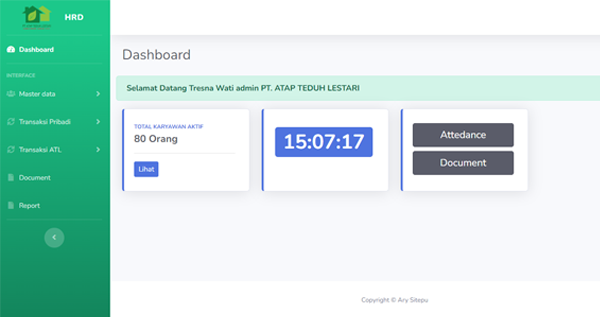 HRD
Dashboard
INTERFACE
Master data
Transaksi Pribadi
Transaksi ATL
Document
Report
Dashboard
Selamat Datang Tresna Wati admin PT. ATAP TEDUH LESTARI
TOTAL KARYAWAN AKTIF
80 Orang
Lihat
15:07:17
Attedance
Document
Copyright © Ary Sitepu